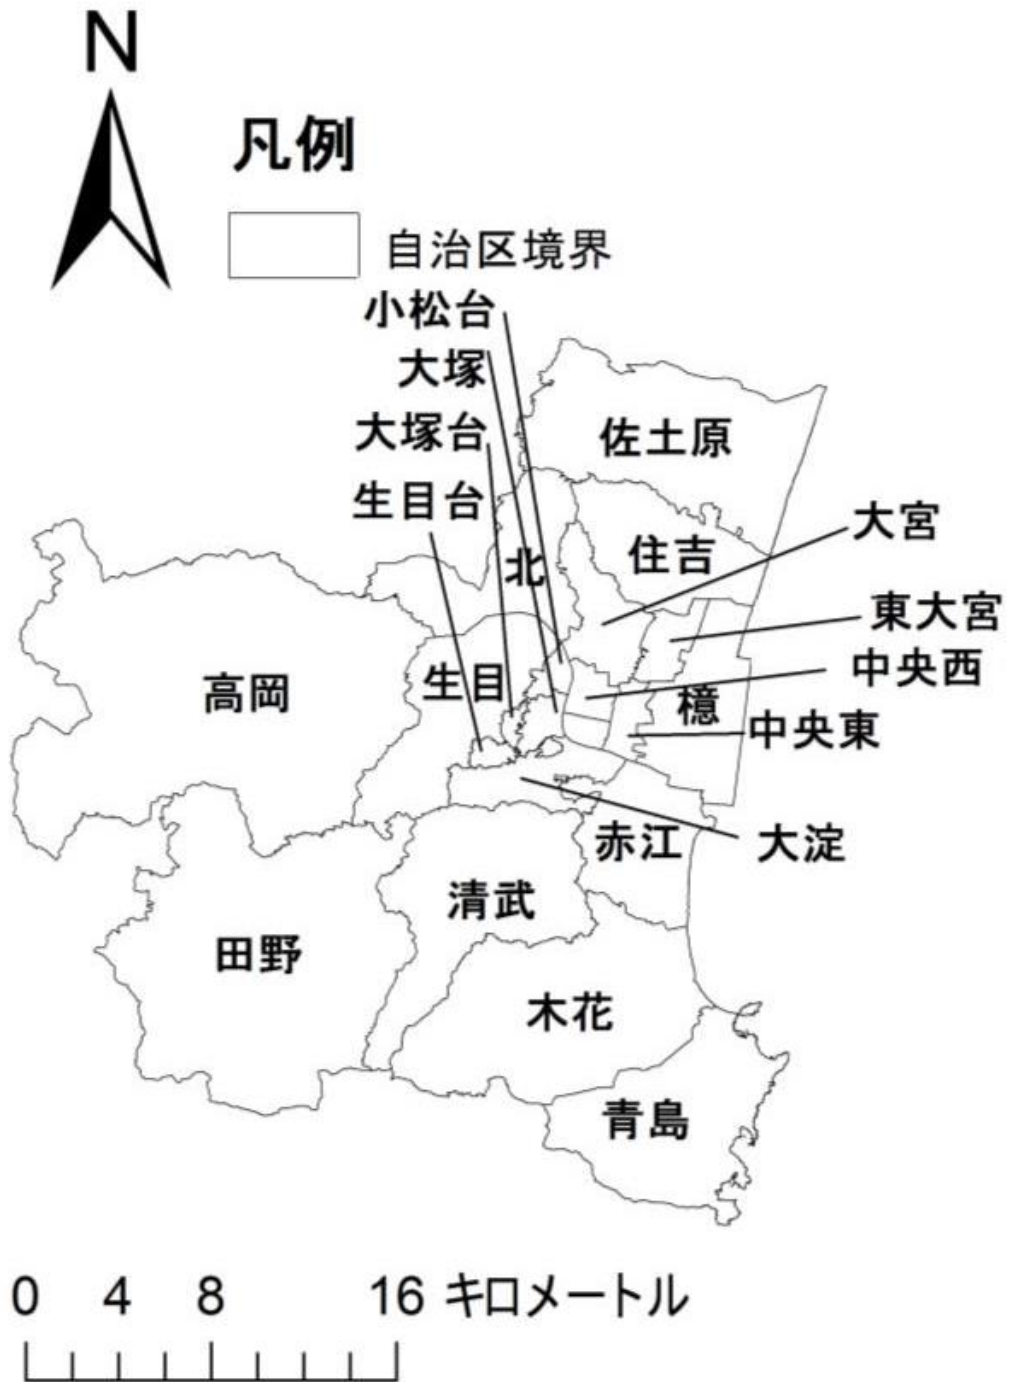 N
凡例
自治区境界
小松台
大塚
大塚台
生目台
佐土原
大宮
北
住吉
東大宮
中央西
生目
高岡
檍
中央東
赤江
大淀
清武
田野
木花
青島
0 4 8 16 キロメートル